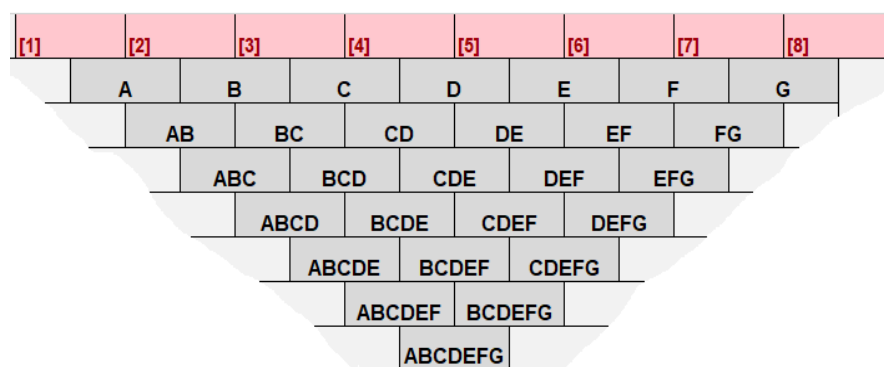 [1] [2] [3] [4] [5] [6] [7] [8]
A B C D E F G
AB BC CD DE EF FG
ABC BCD CDE DEF EFG
ABCD BCDE CDEF DEFG
ABCDE BCDEF CDEFG
ABCDEF BCDEFG
ABCDEFG